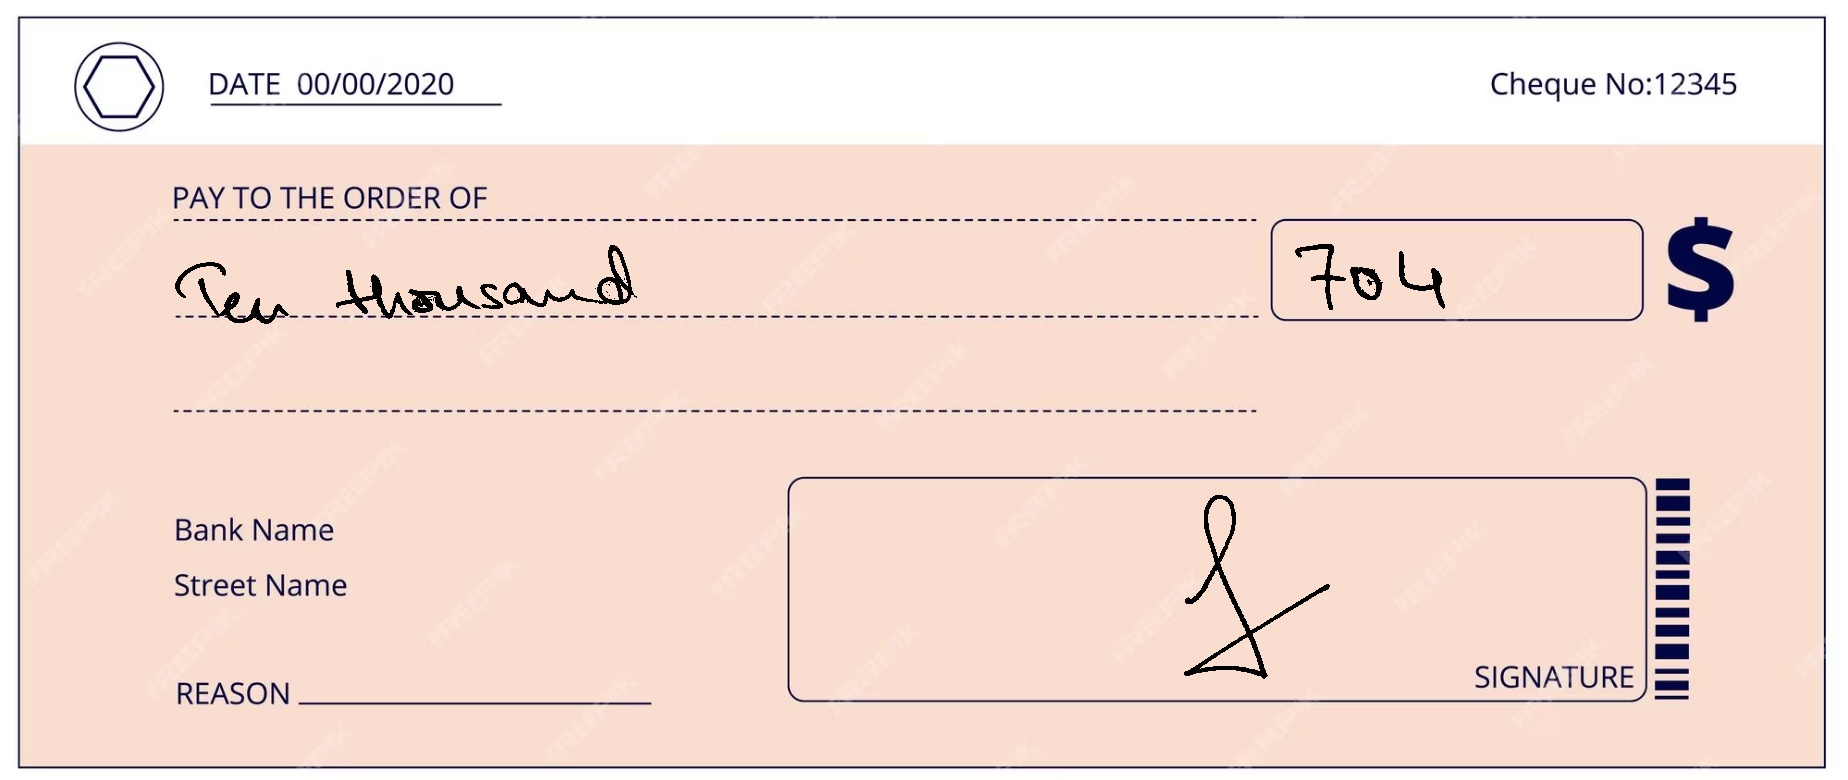 DATE 00/00/2020
Cheque No:12345
PAY TO THE ORDER OF
Ten thousand
704
$
Bank Name
Street Name
REASON
SIGNATURE